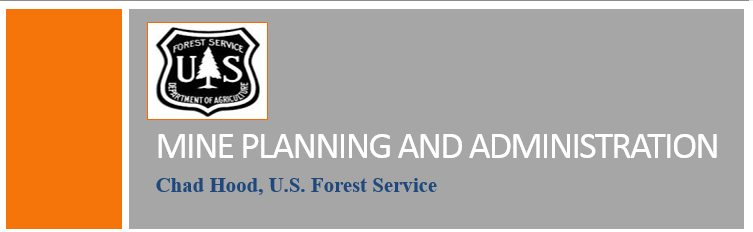 FOREST SERVICE
U S
DEPARTMENT OF AGRICULTURE
MINE PLANNING AND ADMINISTRATION
Chad Hood, U.S. Forest Service